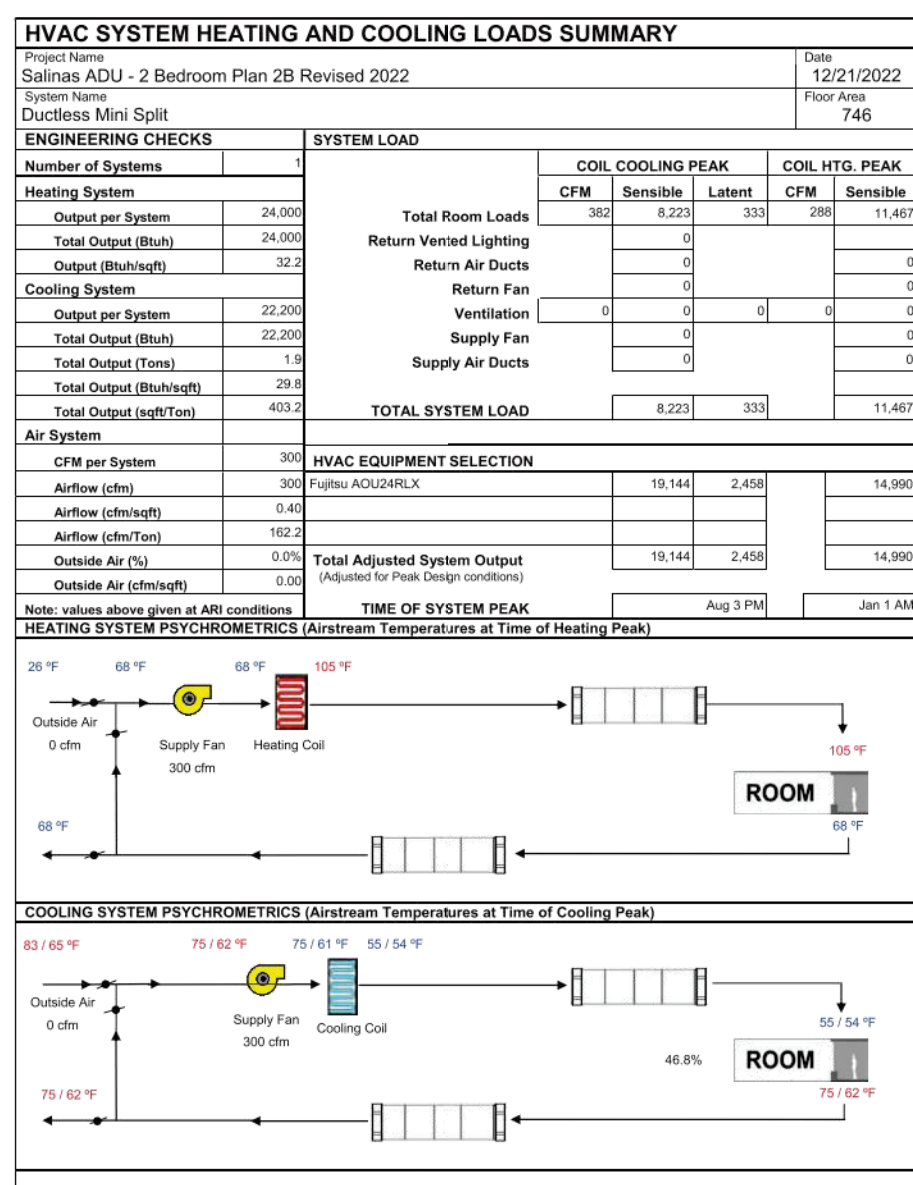 HVAC SYSTEM HEATING AND COOLING LOADS SUMMARY
Project Name Date
Salinas ADU - 2 Bedroom Plan 2B Revised 2022 12/21/2022
System Name Floor Area
Ductless Mini Split 746
ENGINEERING CHECKS SYSTEM LOAD
Number of Systems 1 COIL COOLING PEAK COIL HTG. PEAK
Heating System CFM Sensible Latent CFM Sensible
Output per System 24,000 Total Room Loads 382 8,223 333 288 11,467
Total Output (Btuh) 24,000 Return Vented Lighting 0
Output (Btuh/sqft) 32.2 Return Air Ducts 0 0
Cooling System Return Fan 0 0
Output per System 22,200 Ventilation 0 0 0 0 0
Total Output (Btuh) 22,200 Supply Fan 0 0
Total Output (Tons) 1.9 Supply Air Ducts 0 0
Total Output (Btuh/sqft) 29.8
Total Output (sqft/Ton) 403.2 TOTAL SYSTEM LOAD 8,223 333 11,467
Air System
CFM per System 300 HVAC EQUIPMENT SELECTION
Airflow (cfm) 300 Fujitsu AOU24RLX 19,144 2,458 14,990
Airflow (cfm/sqft) 0.40
Airflow (cfm/Ton) 162.2
Outside Air (%) 0.0% Total Adjusted System Output 19,144 2,458 14,990
Outside Air (cfm/sqft) 0.00 (Adjusted for Peak Design conditions)
Note: values above given at ARI conditions TIME OF SYSTEM PEAK Aug 3 PM Jan 1 AM
HEATING SYSTEM PSYCHROMETRICS (Airstream Temperatures at Time of Heating Peak)
26 ºF 68 ºF 68 ºF 105 ºF
Outside Air
0 cfm Supply Fan Heating Coil
300 cfm
105 ºF
ROOM
68 ºF 68 ºF
COOLING SYSTEM PSYCHROMETRICS (Airstream Temperatures at Time of Cooling Peak)
83 / 65 ºF 75 / 62 ºF 75 / 61 ºF 55 / 54 ºF
Outside Air
0 cfm Supply Fan Cooling Coil 55 / 54 ºF
300 cfm
46.8% ROOM
75 / 62 ºF 75 / 62 ºF